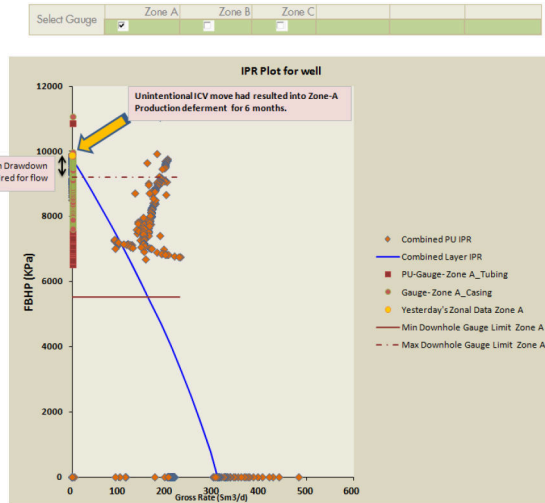 Select Gauge
Zone A
Zone B
Zone C
IPR Plot for well
Unintentional ICV move had resulted into Zone-A
Production deferment for 6 months.
Drawdown
red for flow
12000
10000
8000
6000
4000
2000
0
FBHP (KPa)
0 100 200 300 400 500 600
Gross Rate (Sm3/d)
Combined PU IPR
Combined Layer IPR
PU-Gauge-Zone A_Tubing
Gauge-Zone A_Casing
Yesterday's Zonal Data Zone A
Min Downhole Gauge Limit Zone A
Max Downhole Gauge Limit Zone A